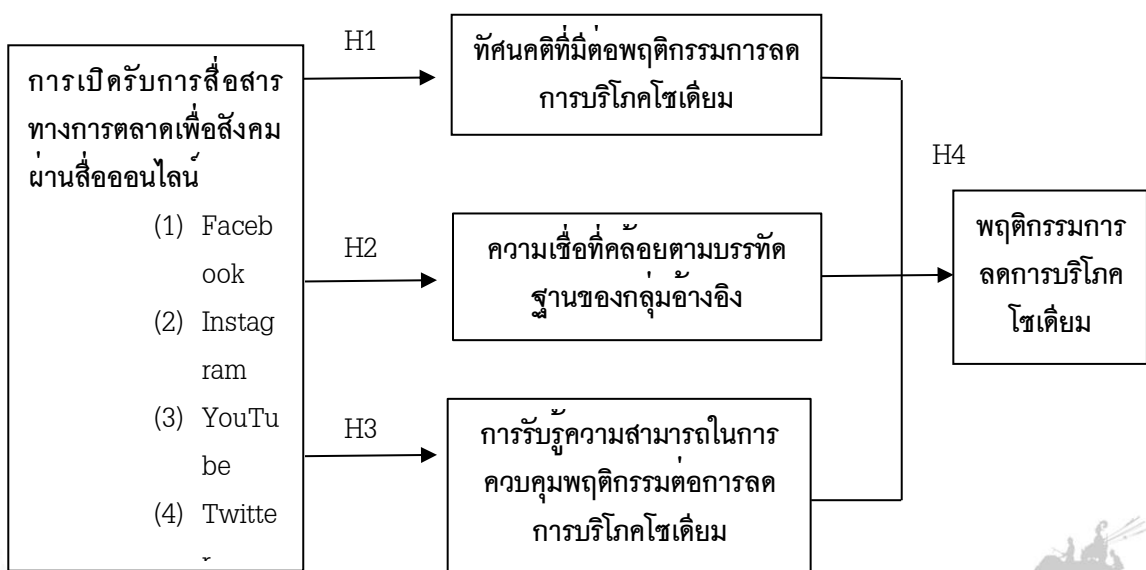 การเปิดรับการสื่อสาร
ทางการตลาดเพื่อสังคม
ผ่านสื่อออนไลน์
(1) Faceb
ook
(2) Instag
ram
(3) YouTu
be
(4) Twitte
H1
H2
H3
ทัศนคติที่มีต่อพฤติกรรมการลด
การบริโภคโซเดียม
ความเชื่อที่คล้อยตามบรรทัด
ฐานของกลุ่มอ้างอิง
การรับรู้ความสามารถในการ
ควบคุมพฤติกรรมต่อการลด
การบริโภคโซเดียม
H4
พฤติกรรมการ
ลดการบริโภค
โซเดียม